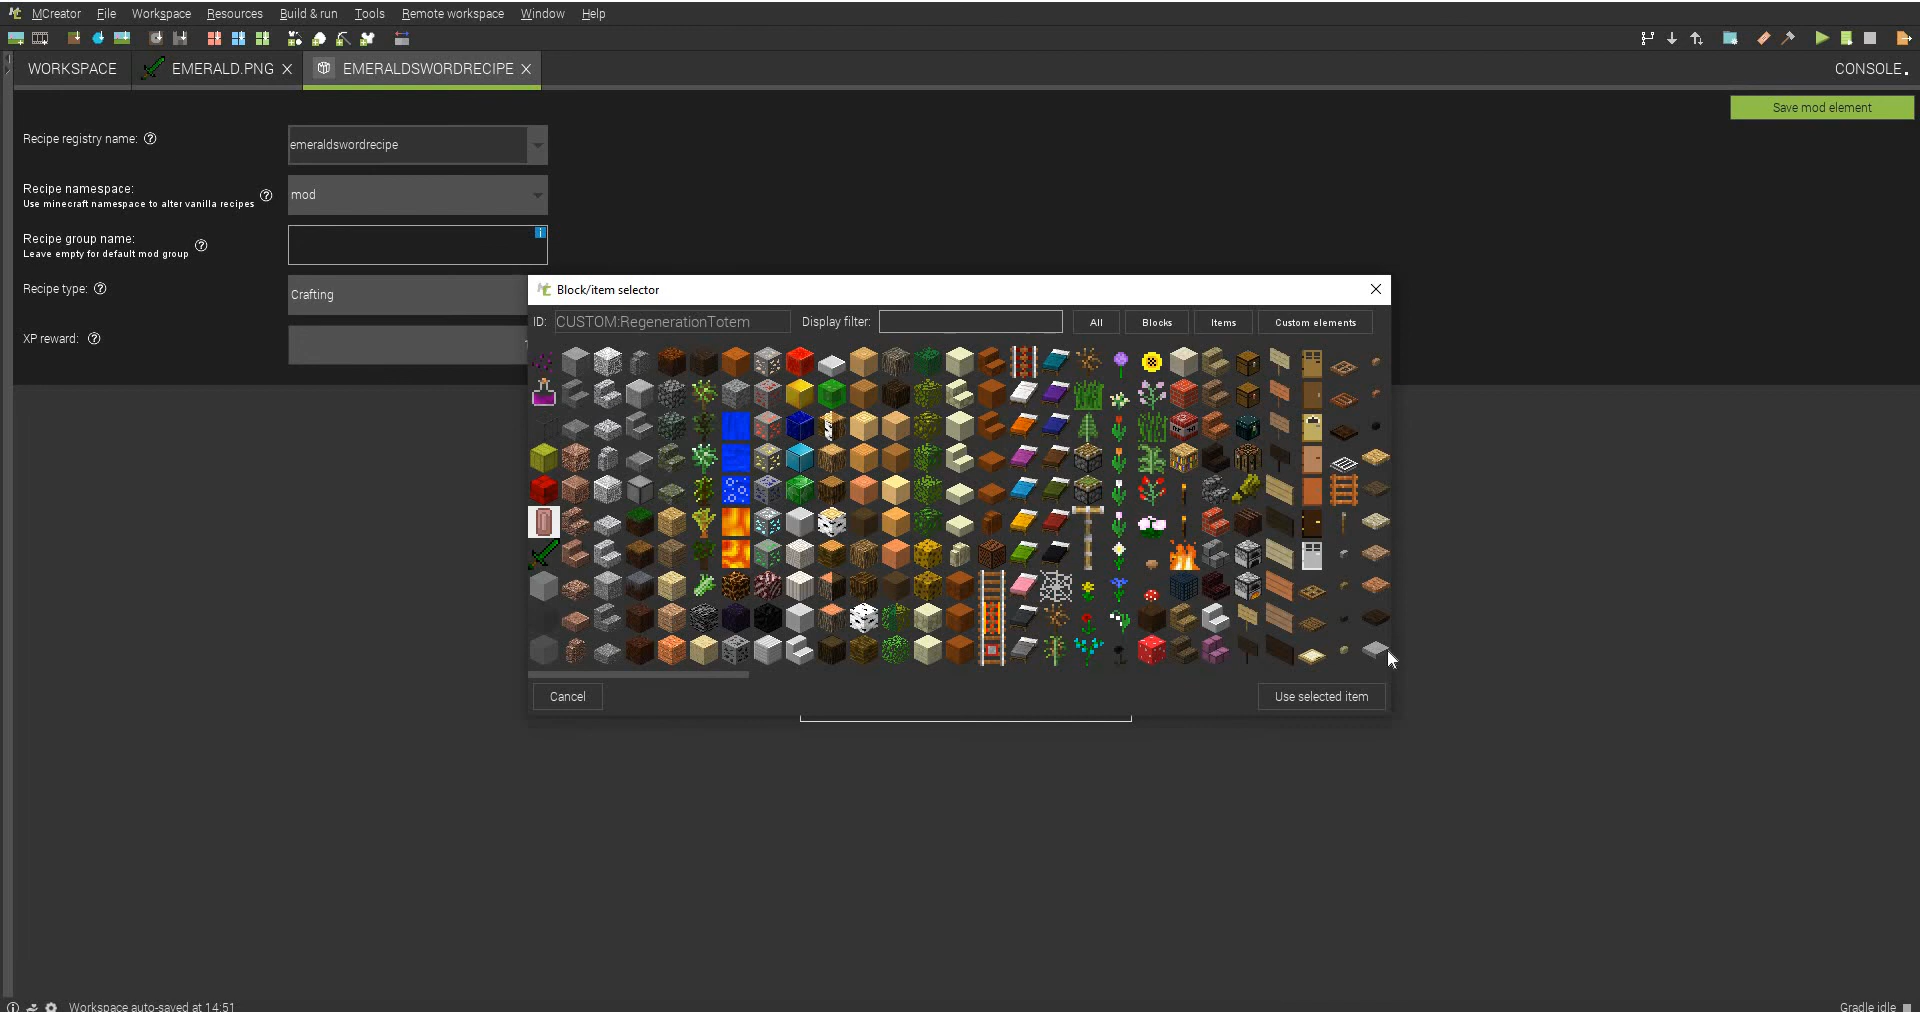 MCreator File Workspace Resources Build & run Tools Remote workspace Window Help
WORKSPACE EMERALD.PNG EMERALDSWORDRECIPE CONSOLE
Save mod element
Recipe registry name: emeraldswordrecipe
Recipe namespace: mod
Use minecraft namespace to alter vanilla recipes
Recipe group name:
Leave empty for default mod group
Recipe type: Crafting
Block/item selector
ID: CUSTOM:RegenerationTotem Display filter: All Blocks Items Custom elements
XP reward:
Cancel Use selected item
Workspace auto-saved at 14:51 Gradle idle